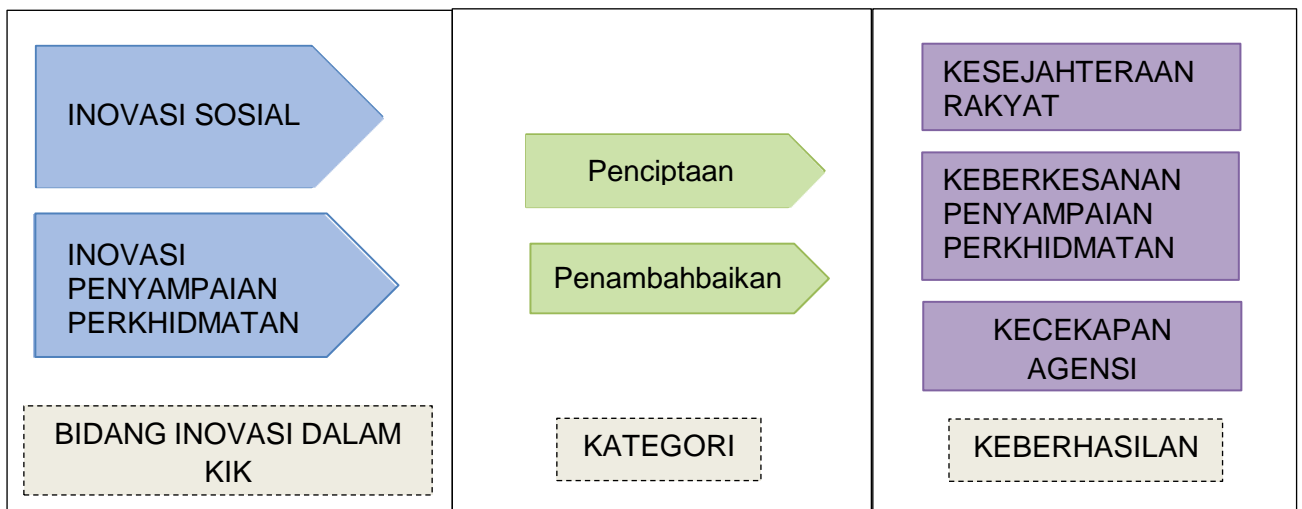 INOVASI SOSIAL
INOVASI
PENYAMPAIAN
PERKHIDMATAN
BIDANG INOVASI DALAM
KIK
Penciptaan
Penambahbaikan
KATEGORI
KESEJAHTERAAN
RAKYAT
KEBERKESANAN
PENYAMPAIAN
PERKHIDMATAN
KECEKAPAN
AGENSI
KEBERHASILAN